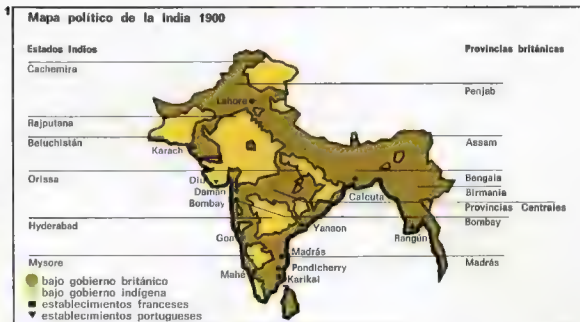 1
Mapa político de la India 1900
Estados Indios
Provincias británicas
Cachemira
Penjab
Lahore
Rajputana
Assam
Beluchistán
Karach
Orissa
Bengala
Diu
Birmania
Daman
Calcuta
Provincias Centrales
Bombay
Bombay
Hyderabad
Yanaon
Goa
Rangún
Madrás
Mysore
Madrás
Pondicherry
Mahé
Karikal
bajo gobierno británico
bajo gobierno indígena
establecimientos franceses
establecimientos portugueses